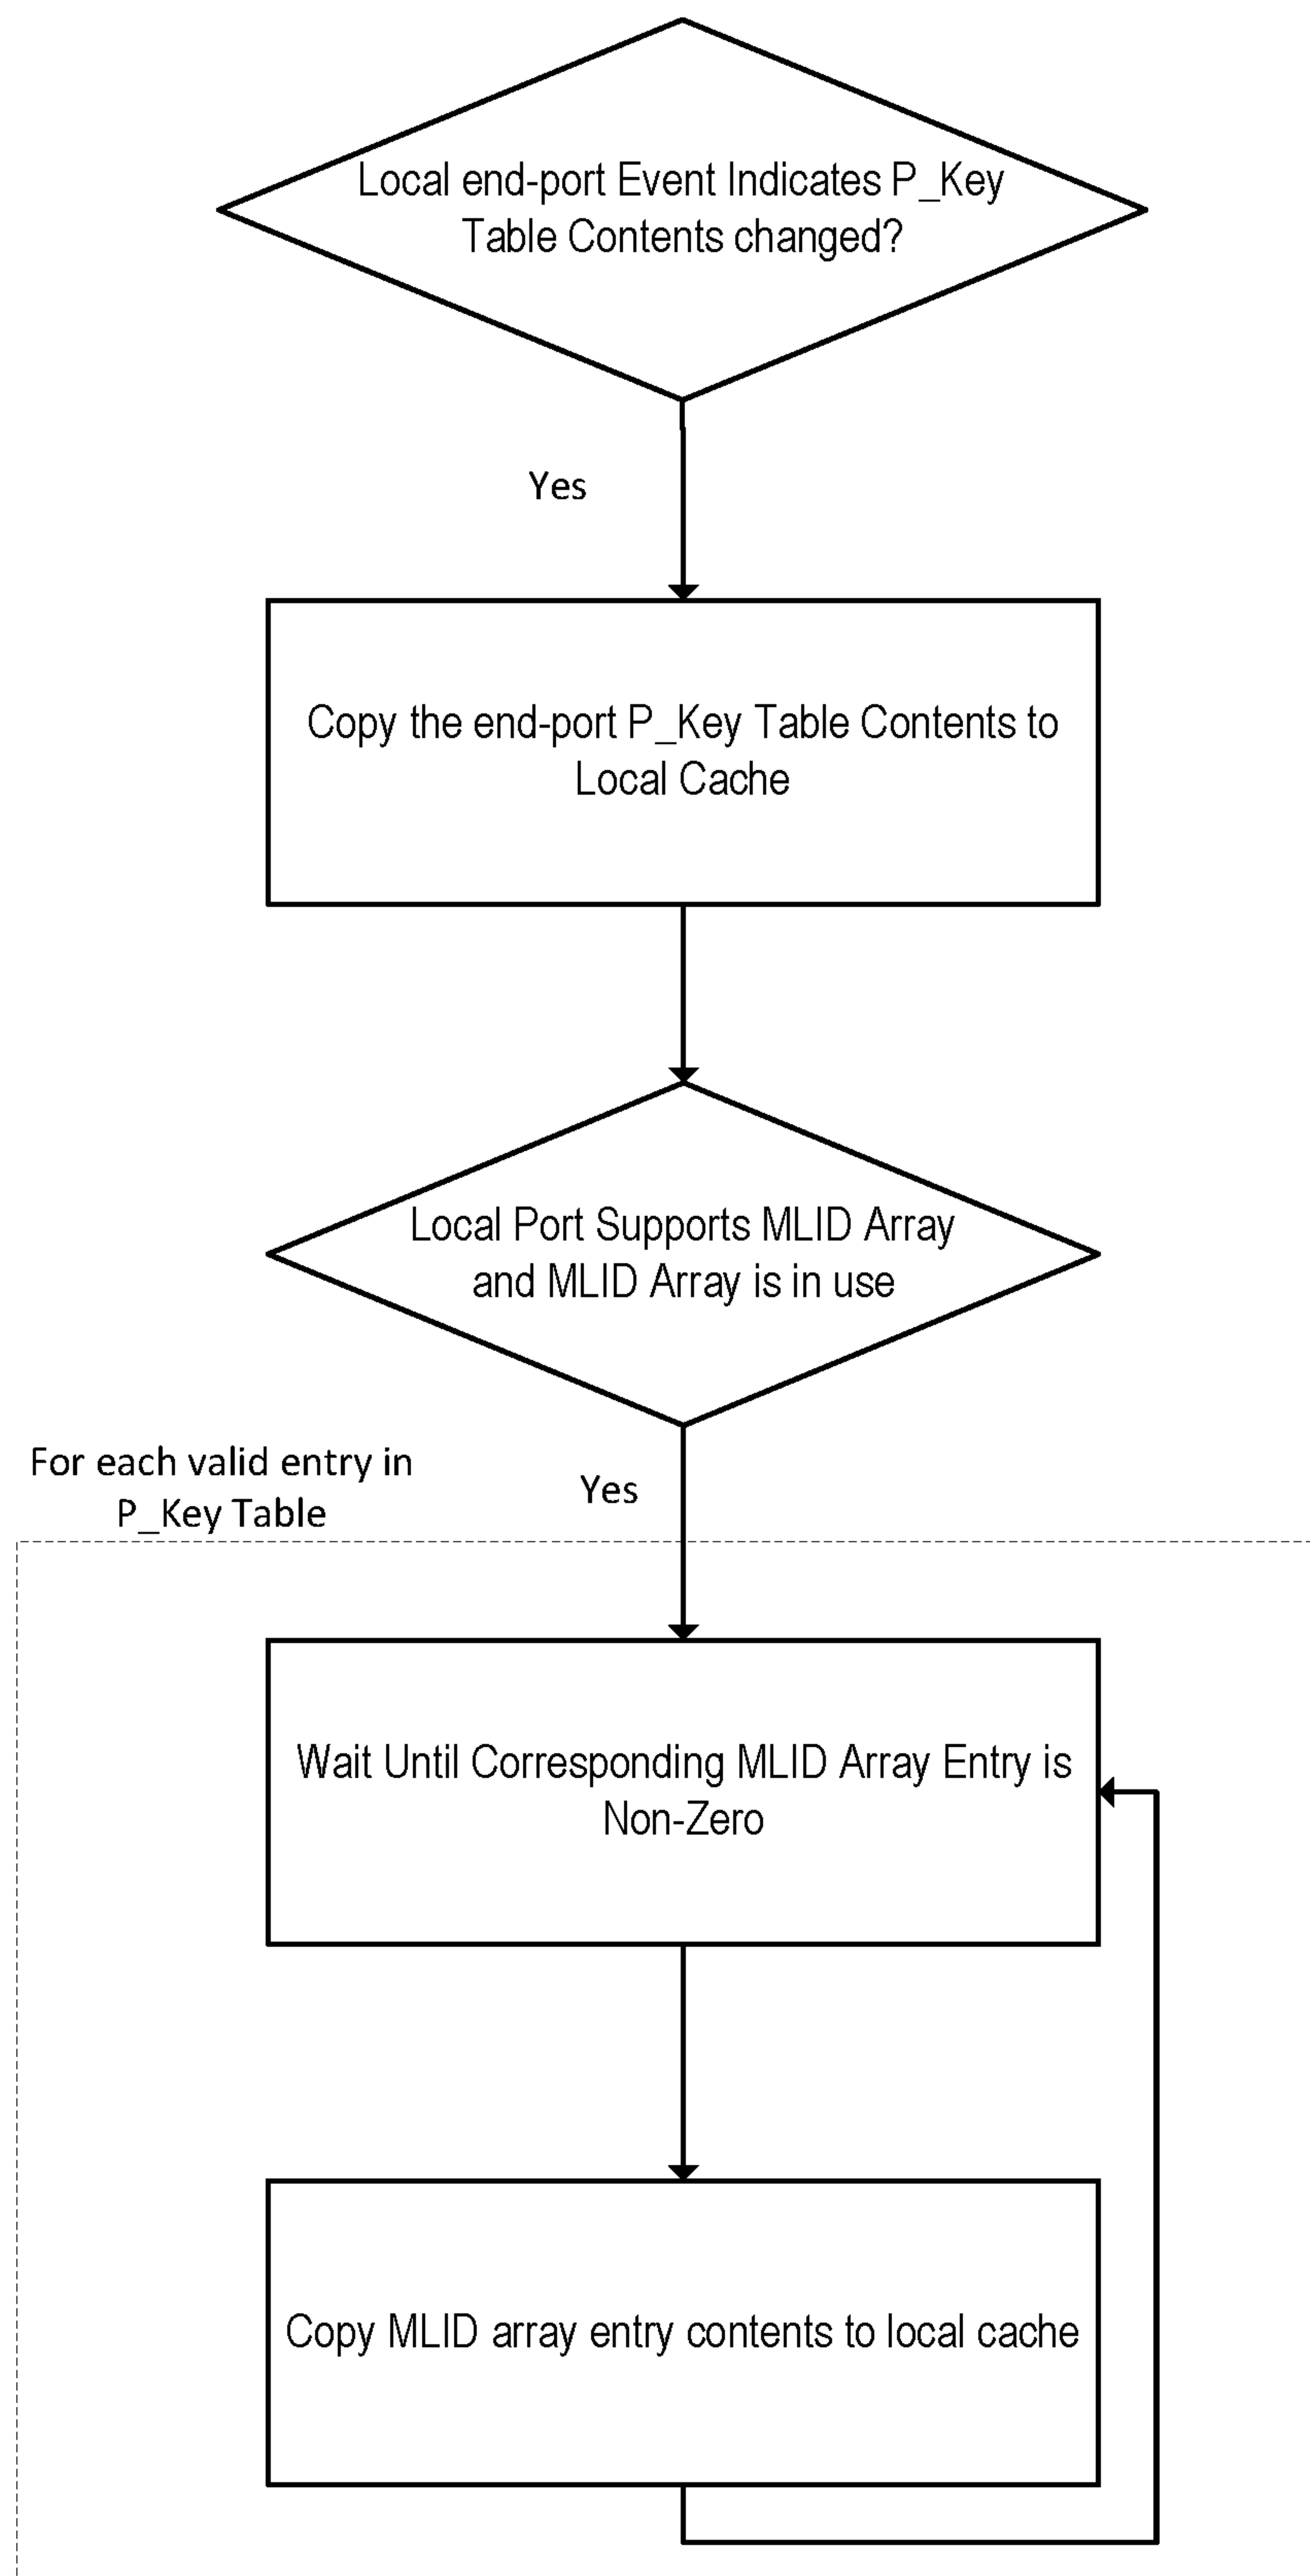 Local end-port Event Indicates P_Key
Table Contents changed?
Yes
Copy the end-port P_Key Table Contents to
Local Cache
Local Port Supports MLID Array
and MLID Array is in use
For each valid entry in
P_Key Table
Yes
Wait Until Corresponding MLID Array Entry is
Non-Zero
Copy MLID array entry contents to local cache